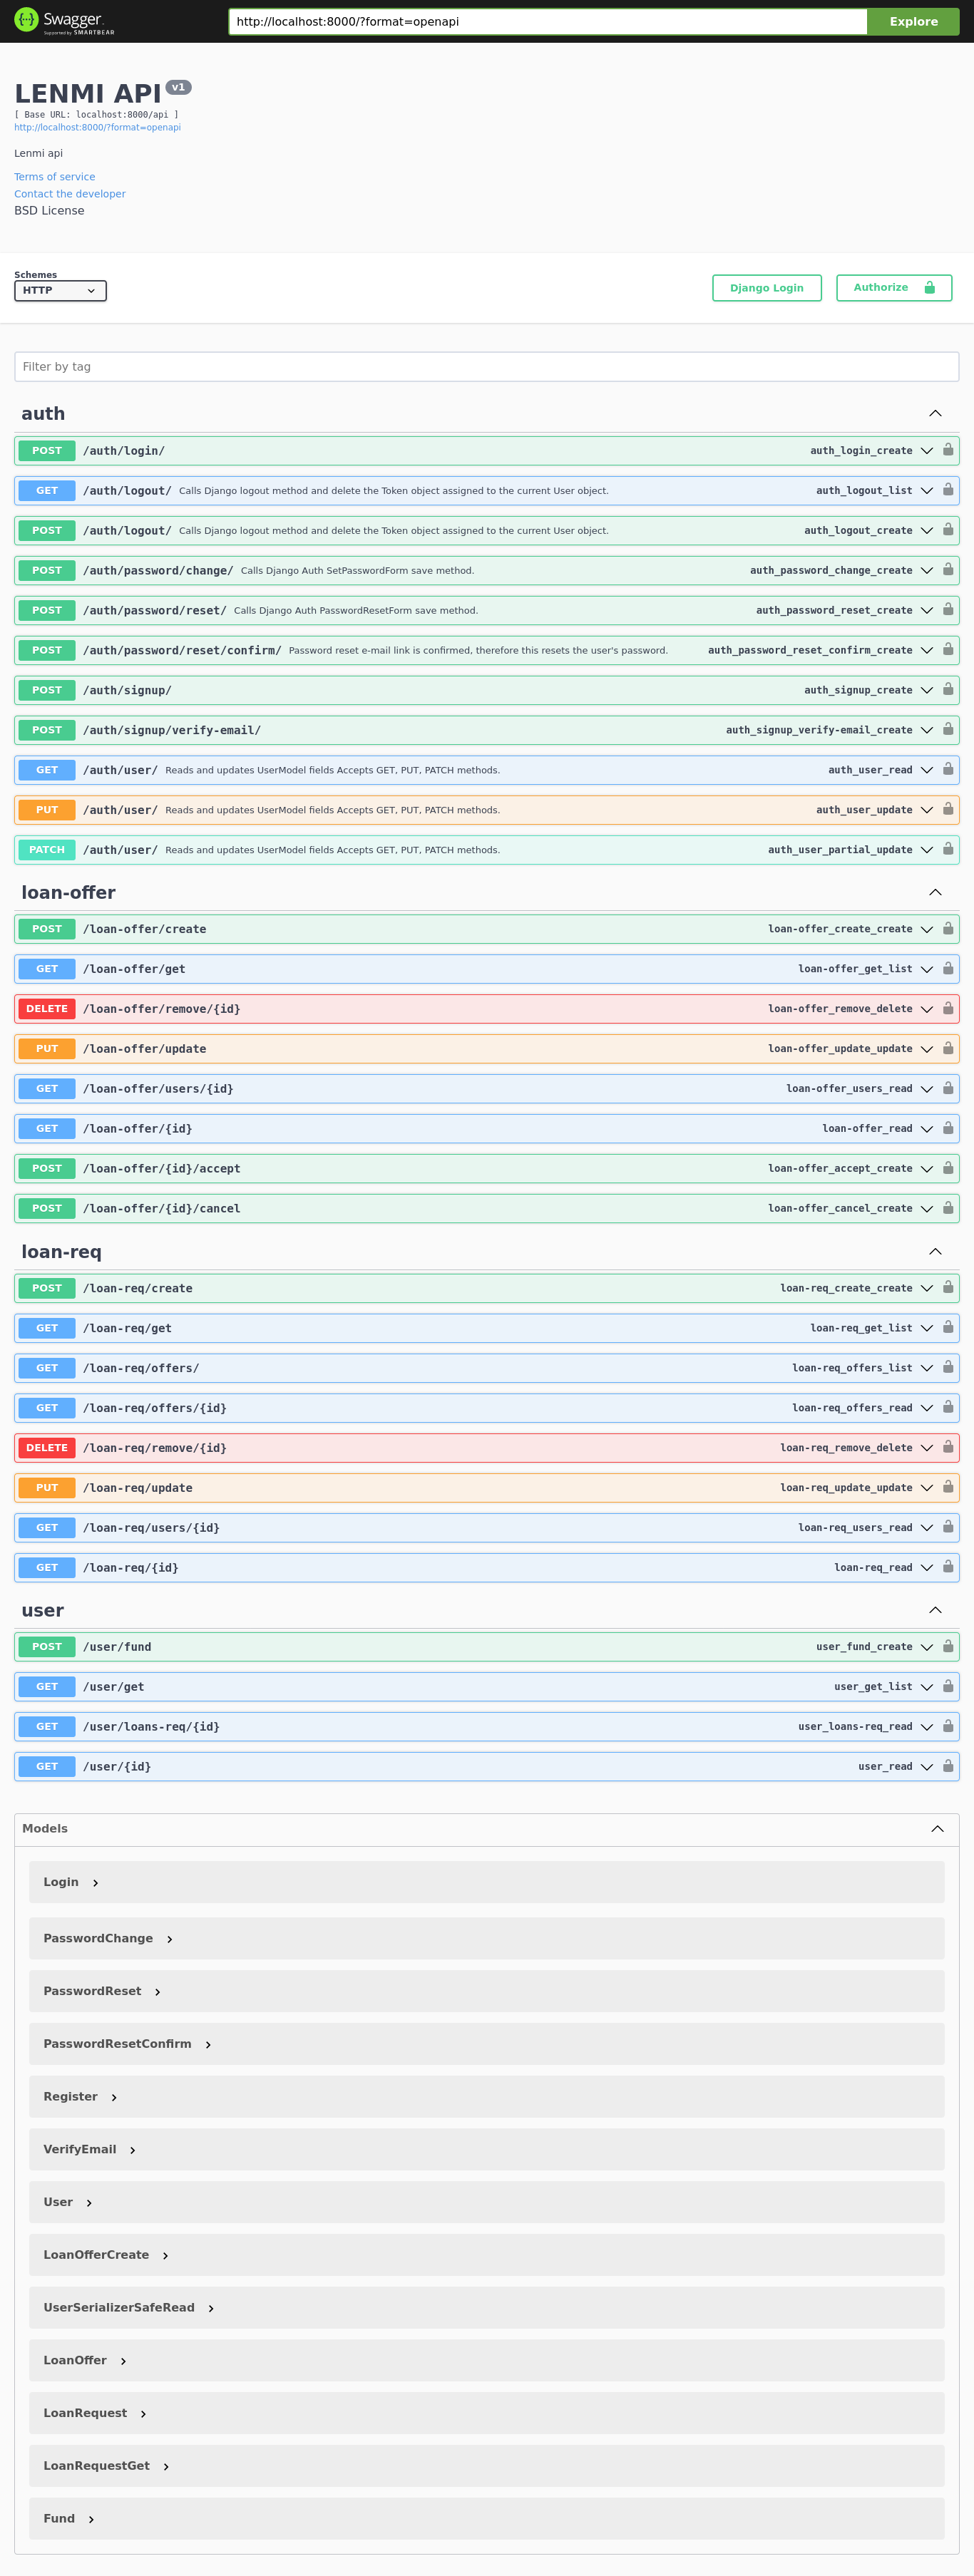 Swagger.
Supported by SMARTBEAR
http://localhost:8000/?format=openapi
Explore
LENMI API v1
[ Base URL: localhost:8000/api ]
http://localhost:8000/?format=openapi
Lenmi api
Terms of service
Contact the developer
BSD License
Schemes
HTTP
Django Login
Authorize
Filter by tag
auth
POST /auth/login/ auth_login_create
GET /auth/logout/ Calls Django logout method and delete the Token object assigned to the current User object. auth_logout_list
POST /auth/logout/ Calls Django logout method and delete the Token object assigned to the current User object. auth_logout_create
POST /auth/password/change/ Calls Django Auth SetPasswordForm save method. auth_password_change_create
POST /auth/password/reset/ Calls Django Auth PasswordResetForm save method. auth_password_reset_create
POST /auth/password/reset/confirm/ Password reset e-mail link is confirmed, therefore this resets the user's password. auth_password_reset_confirm_create
POST /auth/signup/ auth_signup_create
POST /auth/signup/verify-email/ auth_signup_verify-email_create
GET /auth/user/ Reads and updates UserModel fields Accepts GET, PUT, PATCH methods. auth_user_read
PUT /auth/user/ Reads and updates UserModel fields Accepts GET, PUT, PATCH methods. auth_user_update
PATCH /auth/user/ Reads and updates UserModel fields Accepts GET, PUT, PATCH methods. auth_user_partial_update
loan-offer
POST /loan-offer/create loan-offer_create_create
GET /loan-offer/get loan-offer_get_list
DELETE /loan-offer/remove/{id} loan-offer_remove_delete
PUT /loan-offer/update loan-offer_update_update
GET /loan-offer/users/{id} loan-offer_users_read
GET /loan-offer/{id} loan-offer_read
POST /loan-offer/{id}/accept loan-offer_accept_create
POST /loan-offer/{id}/cancel loan-offer_cancel_create
loan-req
POST /loan-req/create loan-req_create_create
GET /loan-req/get loan-req_get_list
GET /loan-req/offers/ loan-req_offers_list
GET /loan-req/offers/{id} loan-req_offers_read
DELETE /loan-req/remove/{id} loan-req_remove_delete
PUT /loan-req/update loan-req_update_update
GET /loan-req/users/{id} loan-req_users_read
GET /loan-req/{id} loan-req_read
user
POST /user/fund user_fund_create
GET /user/get user_get_list
GET /user/loans-req/{id} user_loans-req_read
GET /user/{id} user_read
Models
Login
PasswordChange
PasswordReset
PasswordResetConfirm
Register
VerifyEmail
User
LoanOfferCreate
UserSerializerSafeRead
LoanOffer
LoanRequest
LoanRequestGet
Fund